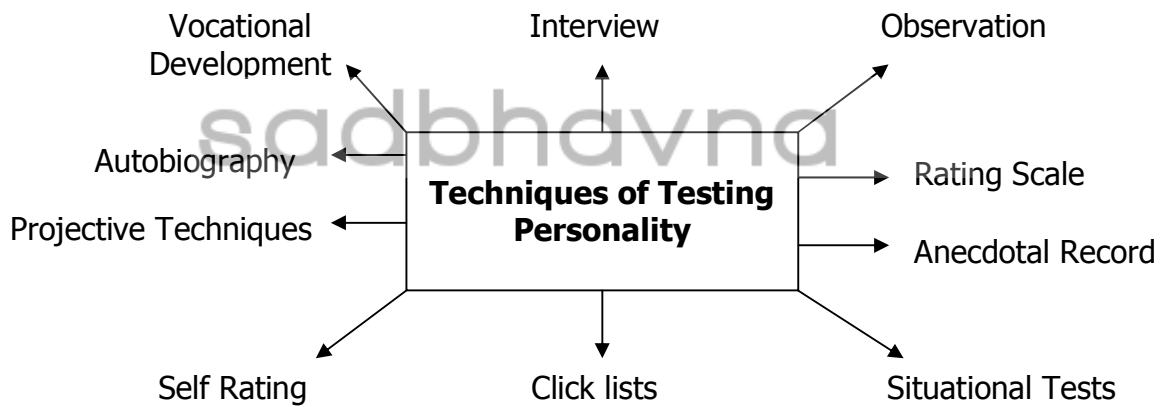 Vocational
Development
Interview
Observation
sadbhavna
Autobiography
Projective Techniques
Techniques of Testing
Personality
Rating Scale
Anecdotal Record
Self Rating
Click lists
Situational Tests